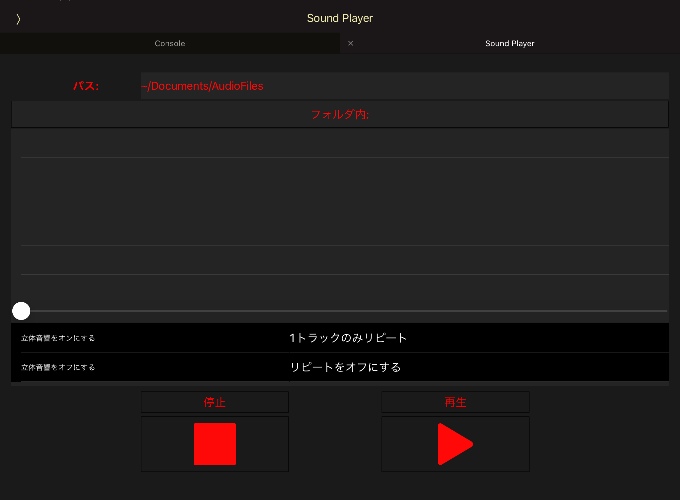 Sound Player
Console
Sound Player
パス:
~/Documents/AudioFiles
フォルダ内:
立体音響をオンにする
1トラックのみリピート
立体音響をオフにする
リピートをオフにする
停止
再生